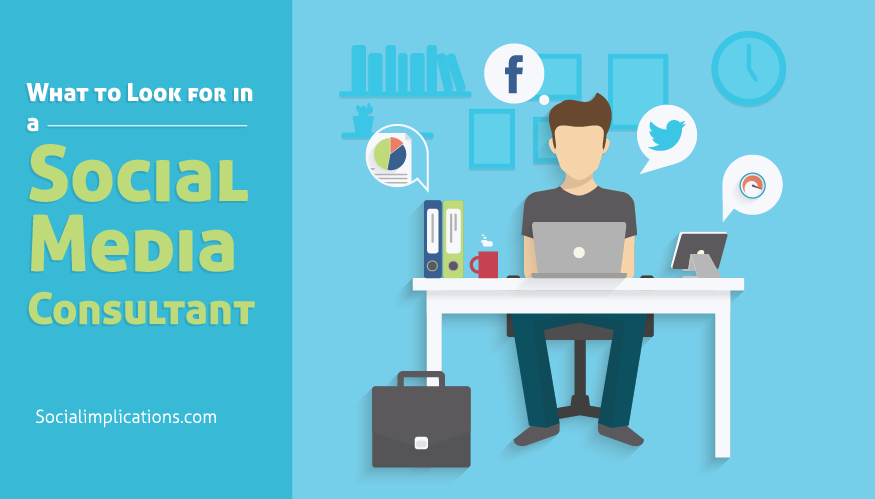 What to Look for in
a
Social
Media
Consultant
Socialimplications.com
f